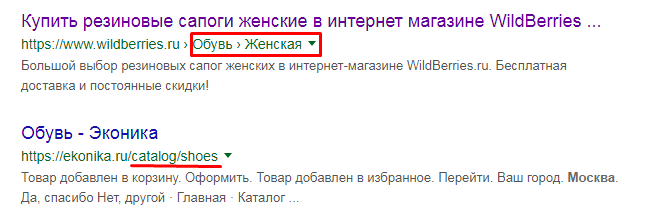 Купить резиновые сапоги женские в интернет магазине WildBerries ...
https://www.wildberries.ru › Обувь › Женская
Большой выбор резиновых сапог женских в интернет-магазине WildBerries.ru. Бесплатная
доставка и постоянные скидки!
Обувь - Эконика
https://ekonika.ru/catalog/shoes
Товар добавлен в корзину. Оформить. Товар добавлен в избранное. Перейти. Ваш город. Москва.
Да, спасибо Нет, другой · Главная · Каталог ...